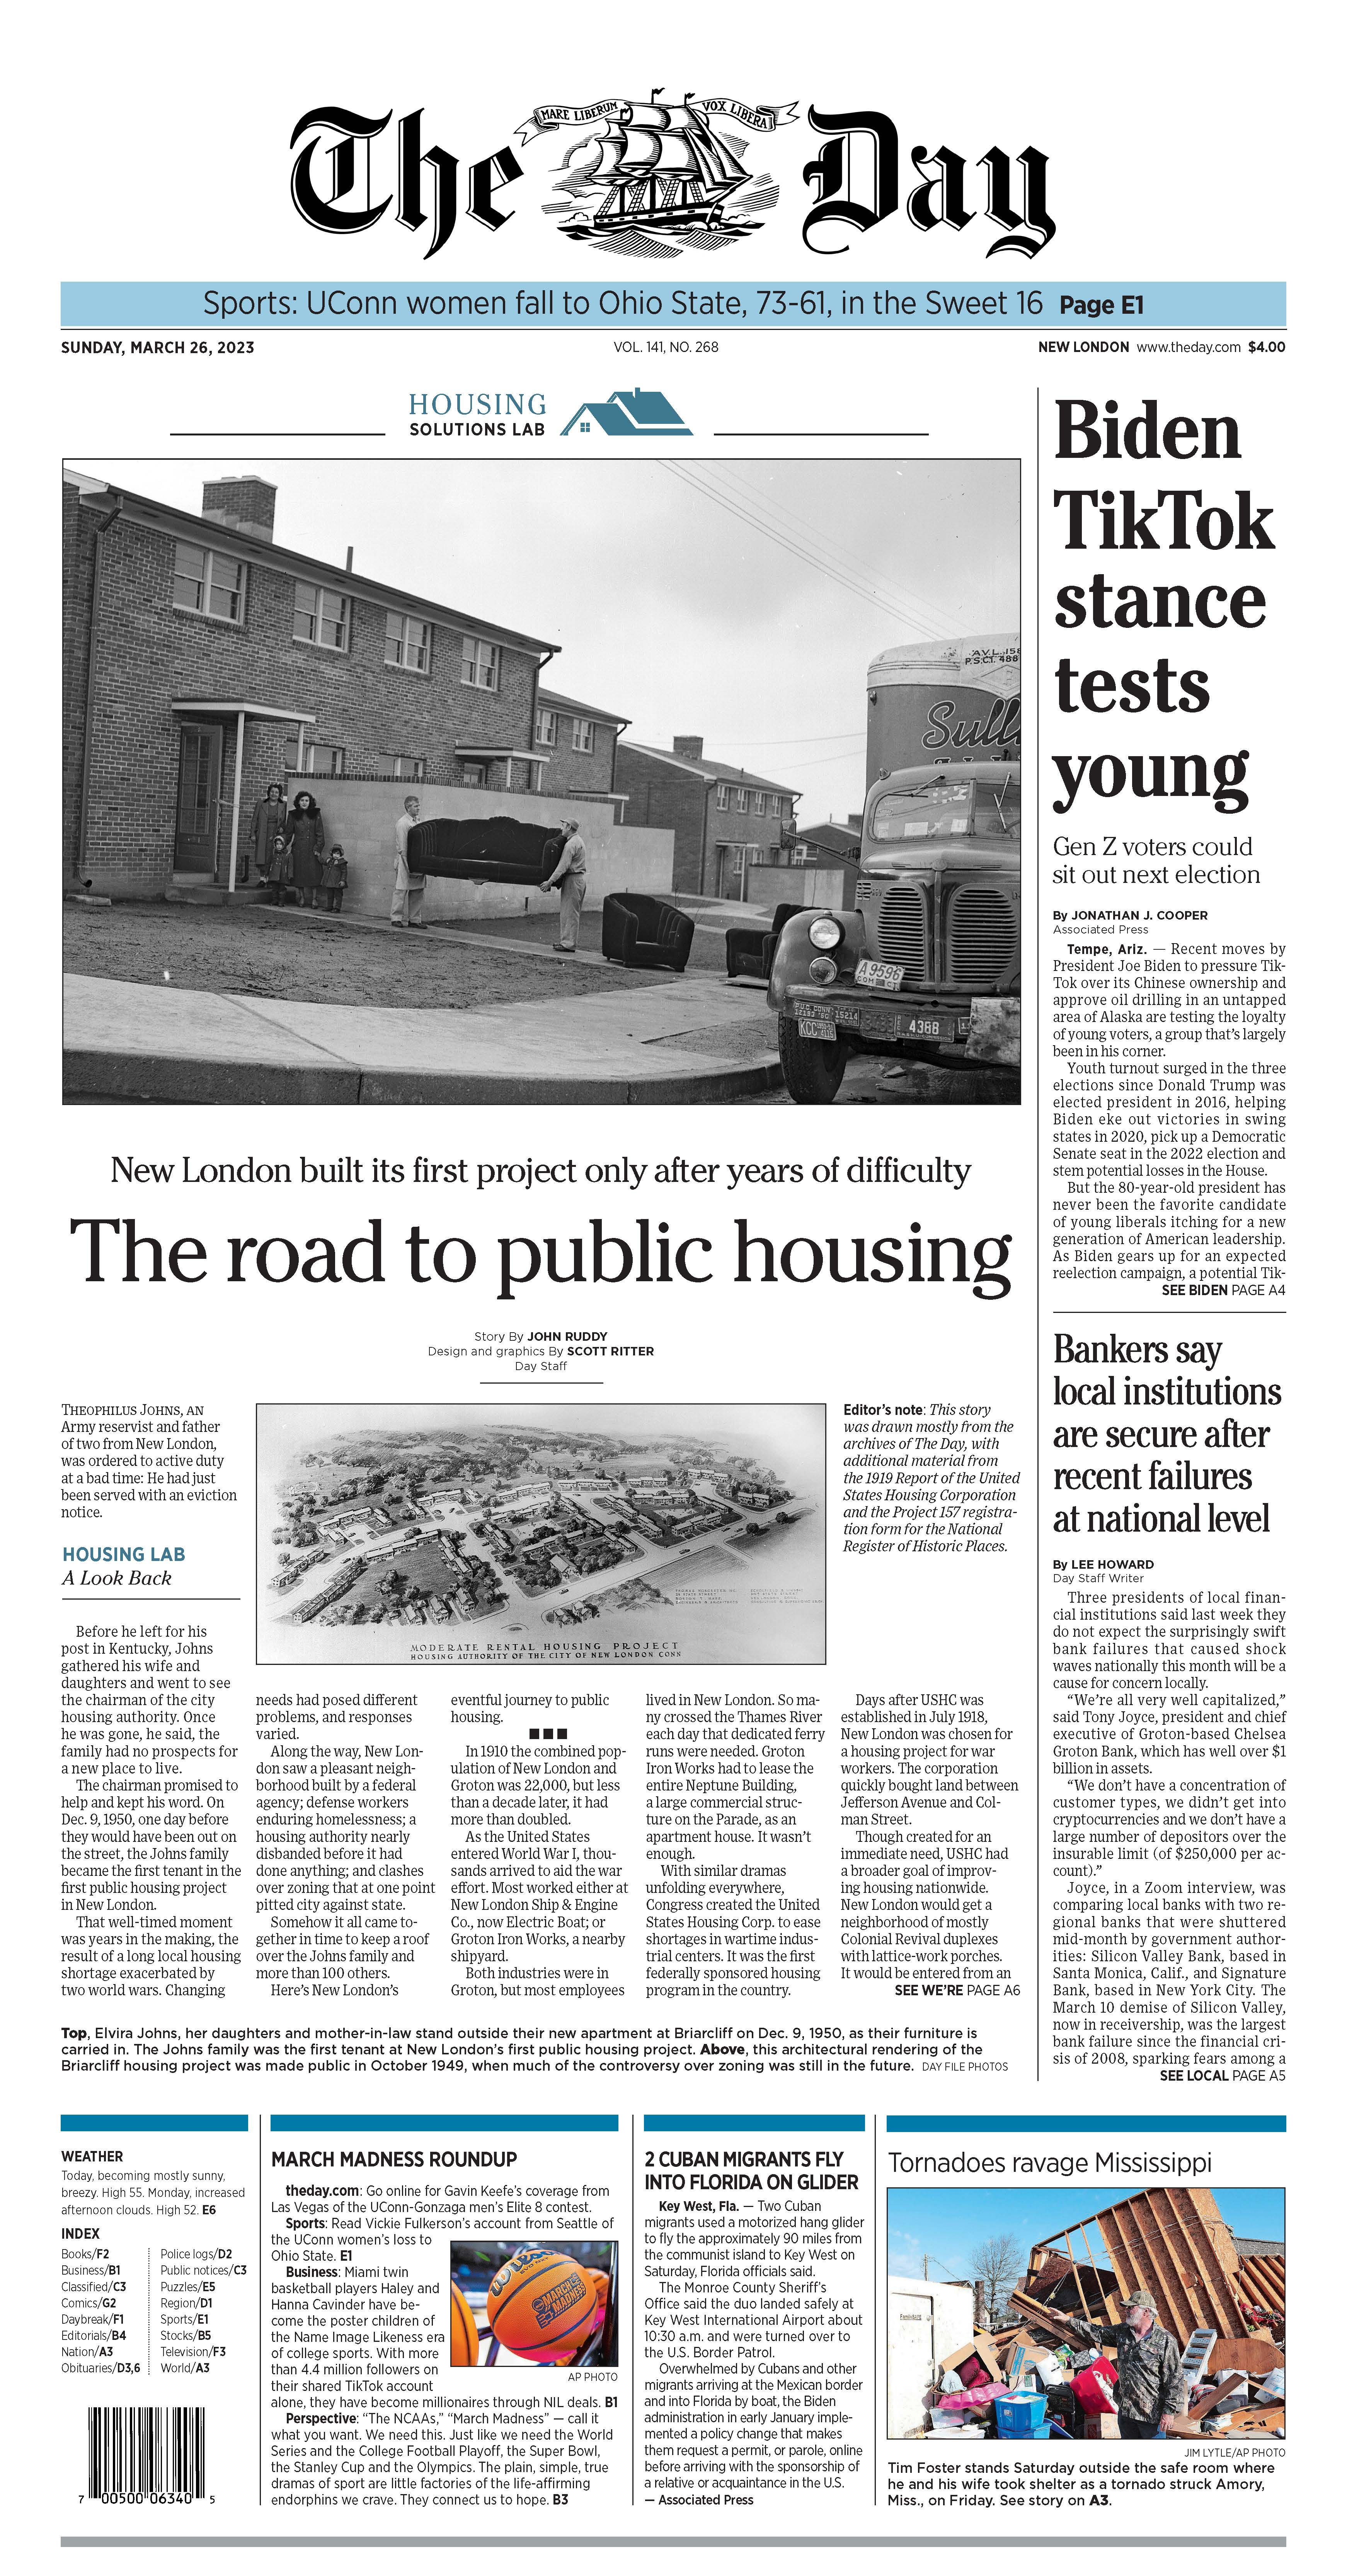 The Day
MARE LIBERUM
VOX LIBERA
Sports: UConn women fall to Ohio State, 73-61, in the Sweet 16 Page E1
SUNDAY, MARCH 26, 2023
VOL. 141, NO. 268
NEW LONDON www.theday.com $4.00
HOUSING
SOLUTIONS LAB
A.V.L. 158
P.S.C.T. 488
Sull
A 9596
15214
KCC
4388
New London built its first project only after years of difficulty
The road to public housing
Story By JOHN RUDDY
Design and graphics By SCOTT RITTER
Day Staff
THEOPHILUS JOHNS, AN
Army reservist and father
of two from New London,
was ordered to active duty
at a bad time: He had just
been served with an eviction
notice.
HOUSING LAB
A Look Back
Before he left for his
post in Kentucky, Johns
gathered his wife and
daughters and went to see
the chairman of the city
housing authority. Once
he was gone, he said, the
family had no prospects for
a new place to live.
The chairman promised to
help and kept his word. On
Dec. 9, 1950, one day before
they would have been out on
the street, the Johns family
became the first tenant in the
first public housing project
in New London.
That well-timed moment
was years in the making, the
result of a long local housing
shortage exacerbated by
two world wars. Changing
MODERATE RENTAL HOUSING PROJECT
HOUSING AUTHORITY OF THE CITY OF NEW LONDON CONN
Editor's note: This story
was drawn mostly from the
archives of The Day, with
additional material from
the 1919 Report of the United
States Housing Corporation
and the Project 157 registra-
tion form for the National
Register of Historic Places.
needs had posed different
problems, and responses
varied.
Along the way, New Lon-
don saw a pleasant neigh-
borhood built by a federal
agency; defense workers
enduring homelessness; a
housing authority nearly
disbanded before it had
done anything; and clashes
over zoning that at one point
pitted city against state.
Somehow it all came to-
gether in time to keep a roof
over the Johns family and
more than 100 others.
Here's New London's
eventful journey to public
housing.
■■■
In 1910 the combined pop-
ulation of New London and
Groton was 22,000, but less
than a decade later, it had
more than doubled.
As the United States
entered World War I, thou-
sands arrived to aid the war
effort. Most worked either at
New London Ship & Engine
Co., now Electric Boat; or
Groton Iron Works, a nearby
shipyard.
Both industries were in
Groton, but most employees
lived in New London. So ma-
ny crossed the Thames River
each day that dedicated ferry
runs were needed. Groton
Iron Works had to lease the
entire Neptune Building,
a large commercial struc-
ture on the Parade, as an
apartment house. It wasn't
enough.
With similar dramas
unfolding everywhere,
Congress created the United
States Housing Corp. to ease
shortages in wartime indus-
trial centers. It was the first
federally sponsored housing
program in the country.
Days after USHC was
established in July 1918,
New London was chosen for
a housing project for war
workers. The corporation
quickly bought land between
Jefferson Avenue and Col-
man Street.
Though created for an
immediate need, USHC had
a broader goal of improv-
ing housing nationwide.
New London would get a
neighborhood of mostly
Colonial Revival duplexes
with lattice-work porches.
It would be entered from an
SEE WE'RE PAGE A6
Top, Elvira Johns, her daughters and mother-in-law stand outside their new apartment at Briarcliff on Dec. 9, 1950, as their furniture is
carried in. The Johns family was the first tenant at New London's first public housing project. Above, this architectural rendering of the
Briarcliff housing project was made public in October 1949, when much of the controversy over zoning was still in the future. DAY FILE PHOTOS
Biden
TikTok
stance
tests
young
Gen Z voters could
sit out next election
By JONATHAN J. COOPER
Associated Press
Tempe, Ariz. — Recent moves by
President Joe Biden to pressure Tik-
Tok over its Chinese ownership and
approve oil drilling in an untapped
area of Alaska are testing the loyalty
of young voters, a group that's largely
been in his corner.
Youth turnout surged in the three
elections since Donald Trump was
elected president in 2016, helping
Biden eke out victories in swing
states in 2020, pick up a Democratic
Senate seat in the 2022 election and
stem potential losses in the House.
But the 80-year-old president has
never been the favorite candidate
of young liberals itching for a new
generation of American leadership.
As Biden gears up for an expected
reelection campaign, a potential Tik-
SEE BIDEN PAGE A4
Bankers say
local institutions
are secure after
recent failures
at national level
By LEE HOWARD
Day Staff Writer
Three presidents of local finan-
cial institutions said last week they
do not expect the surprisingly swift
bank failures that caused shock
waves nationally this month will be a
cause for concern locally.
“We're all very well capitalized,”
said Tony Joyce, president and chief
executive of Groton-based Chelsea
Groton Bank, which has well over $1
billion in assets.
“We don't have a concentration of
customer types, we didn't get into
cryptocurrencies and we don't have a
large number of depositors over the
insurable limit (of $250,000 per ac-
count).”
Joyce, in a Zoom interview, was
comparing local banks with two re-
gional banks that were shuttered
mid-month by government author-
ities: Silicon Valley Bank, based in
Santa Monica, Calif., and Signature
Bank, based in New York City. The
March 10 demise of Silicon Valley,
now in receivership, was the largest
bank failure since the financial cri-
sis of 2008, sparking fears among a
SEE LOCAL PAGE A5
WEATHER
Today, becoming mostly sunny,
breezy. High 55. Monday, increased
afternoon clouds. High 52. E6
INDEX
Books/F2
Business/B1
Classified/C3
Comics/G2
Daybreak/F1
Editorials/B4
Nation/A3
Obituaries/D3,6
Police logs/D2
Public notices/C3
Puzzles/E5
Region/D1
Sports/E1
Stocks/B5
Television/F3
World/A3
7 00500 06340 5
MARCH MADNESS ROUNDUP
theday.com: Go online for Gavin Keefe's coverage from
Las Vegas of the UConn-Gonzaga men's Elite 8 contest.
Sports: Read Vickie Fulkerson's account from Seattle of
the UConn women's loss to
Ohio State. E1
Business: Miami twin
basketball players Haley and
Hanna Cavinder have be-
come the poster children of
the Name Image Likeness era
of college sports. With more
than 4.4 million followers on
their shared TikTok account
alone, they have become millionaires through NIL deals. B1
Perspective: “The NCAAs,” “March Madness” — call it
what you want. We need this. Just like we need the World
Series and the College Football Playoff, the Super Bowl,
the Stanley Cup and the Olympics. The plain, simple, true
dramas of sport are little factories of the life-affirming
endorphins we crave. They connect us to hope. B3
MARCH
MADNESS
AP PHOTO
2 CUBAN MIGRANTS FLY
INTO FLORIDA ON GLIDER
Key West, Fla. — Two Cuban
migrants used a motorized hang glider
to fly the approximately 90 miles from
the communist island to Key West on
Saturday, Florida officials said.
The Monroe County Sheriff's
Office said the duo landed safely at
Key West International Airport about
10:30 a.m. and were turned over to
the U.S. Border Patrol.
Overwhelmed by Cubans and other
migrants arriving at the Mexican border
and into Florida by boat, the Biden
administration in early January imple-
mented a policy change that makes
them request a permit, or parole, online
before arriving with the sponsorship of
a relative or acquaintance in the U.S.
— Associated Press
Tornadoes ravage Mississippi
JIM LYTLE/AP PHOTO
Tim Foster stands Saturday outside the safe room where
he and his wife took shelter as a tornado struck Amory,
Miss., on Friday. See story on A3.